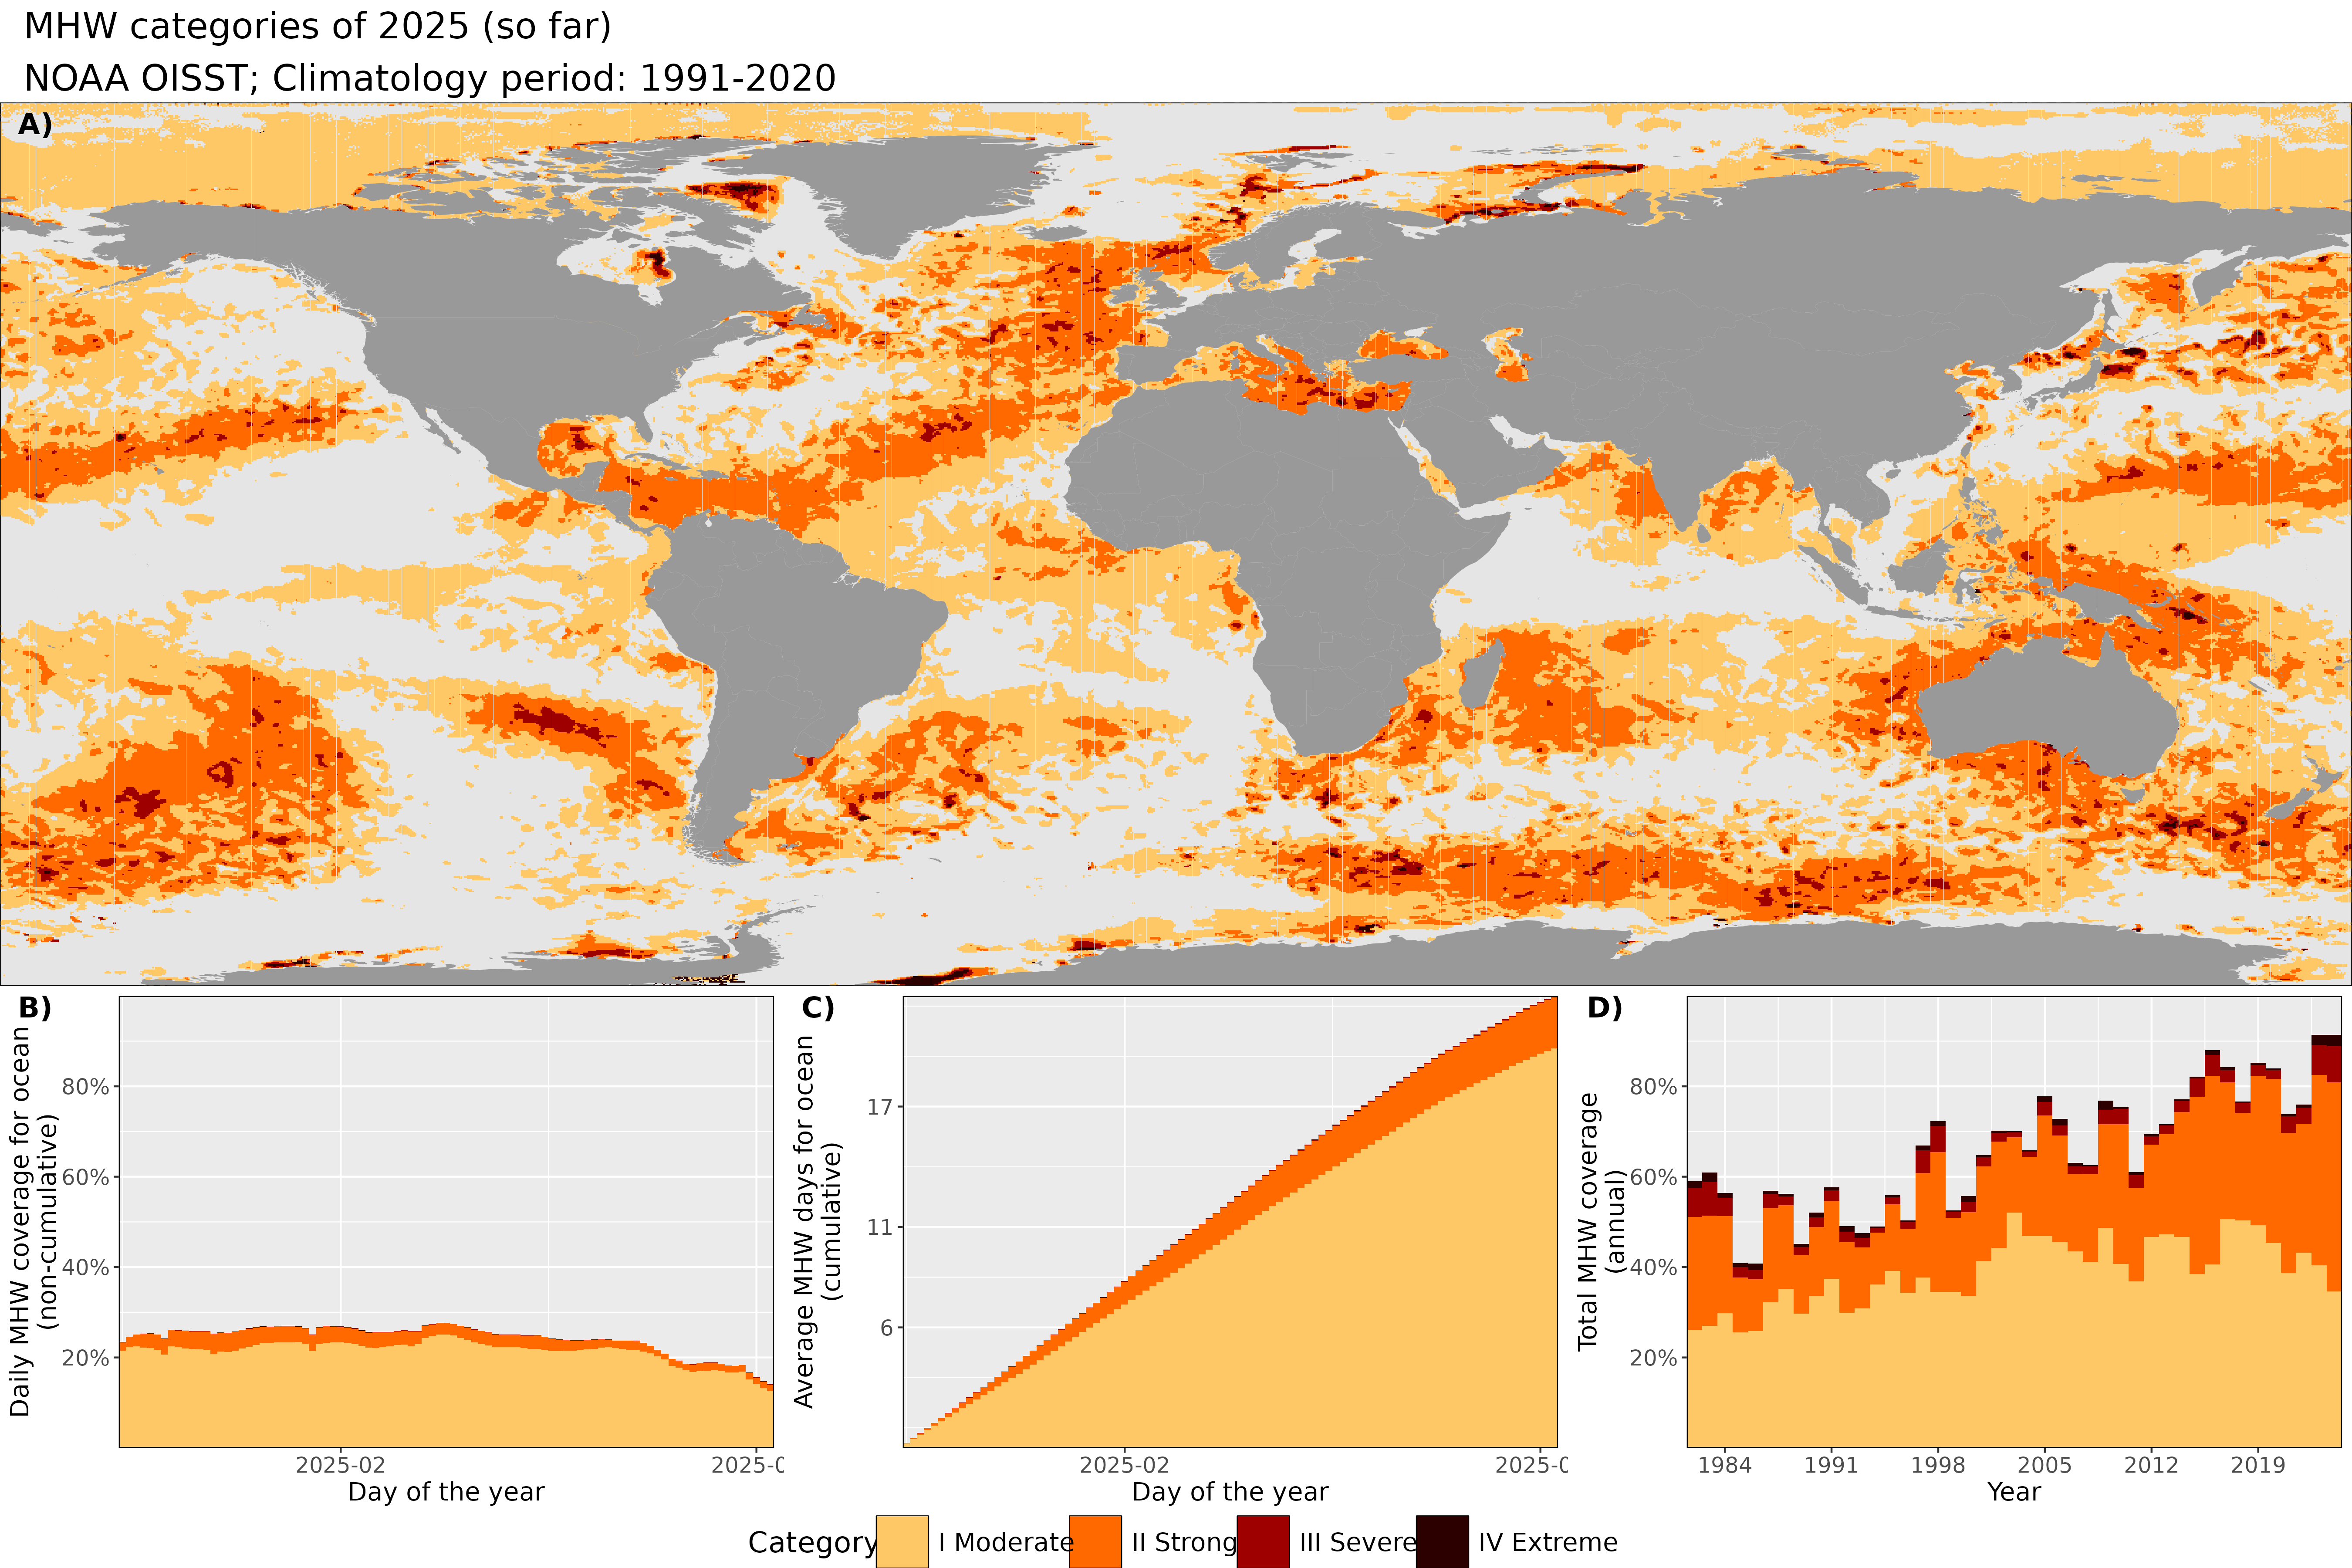 MHW categories of 2025 (so far)
NOAA OISST; Climatology period: 1991-2020
A)
B)
Daily MHW coverage for ocean
(non-cumulative)
80%
60%
40%
20%
2025-02
2025-0
Day of the year
C)
Average MHW days for ocean
(cumulative)
17
11
6
2025-02
2025-0
Day of the year
D)
Total MHW coverage
(annual)
80%
60%
40%
20%
1984
1991
1998
2005
2012
2019
Year
Category
I Moderate
II Strong
III Severe
IV Extreme